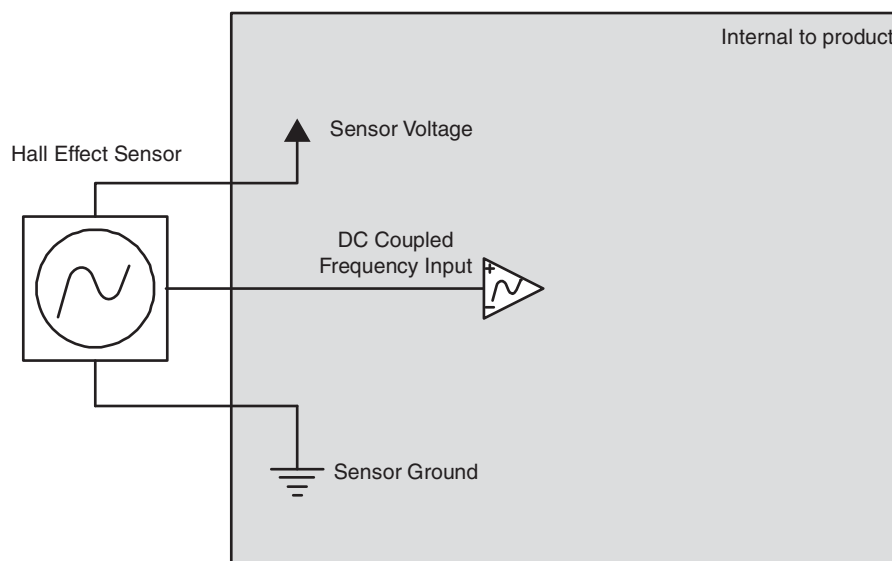 Internal to product
Sensor Voltage
Hall Effect Sensor
DC Coupled
Frequency Input
+
−
Sensor Ground